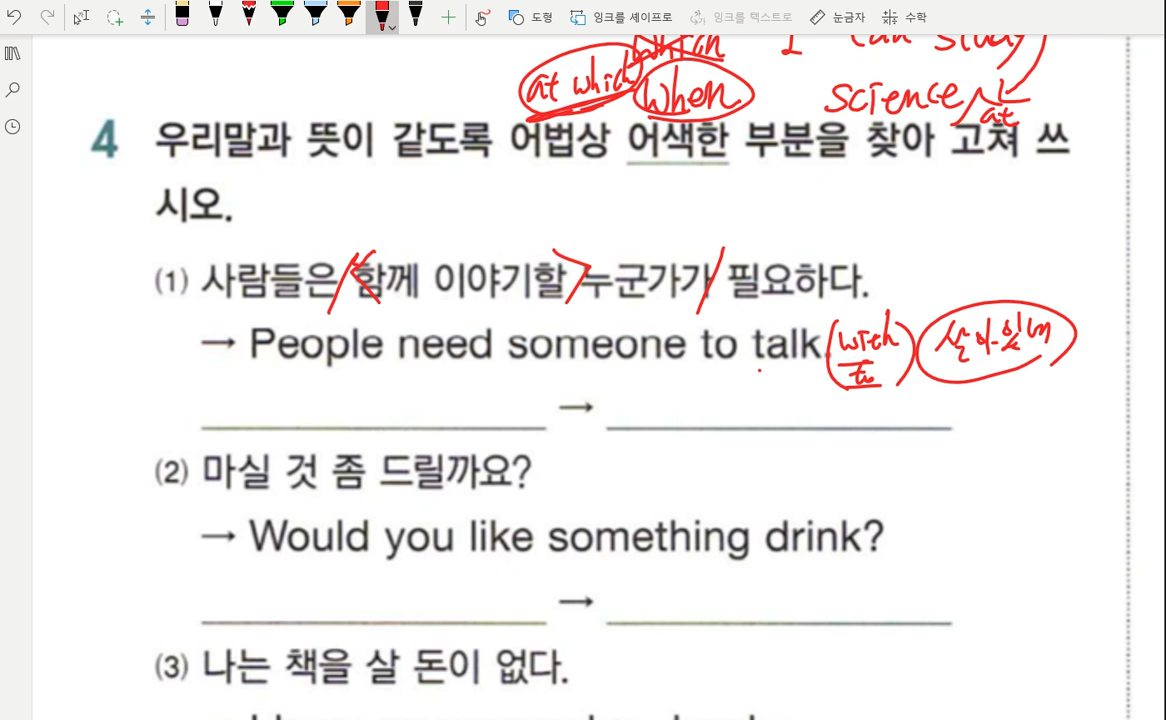 도형 잉크를 셰이프로 잉크를 텍스트로 눈금자 수학
I can study
at which when science at
4 우리말과 뜻이 같도록 어법상 어색한 부분을 찾아 고쳐 쓰
시오.
(1) 사람들은 함께 이야기할 누군가가 필요하다.
→ People need someone to talk. with 살아있네
to
→
(2) 마실 것 좀 드릴까요?
→ Would you like something drink?
→
(3) 나는 책을 살 돈이 없다.